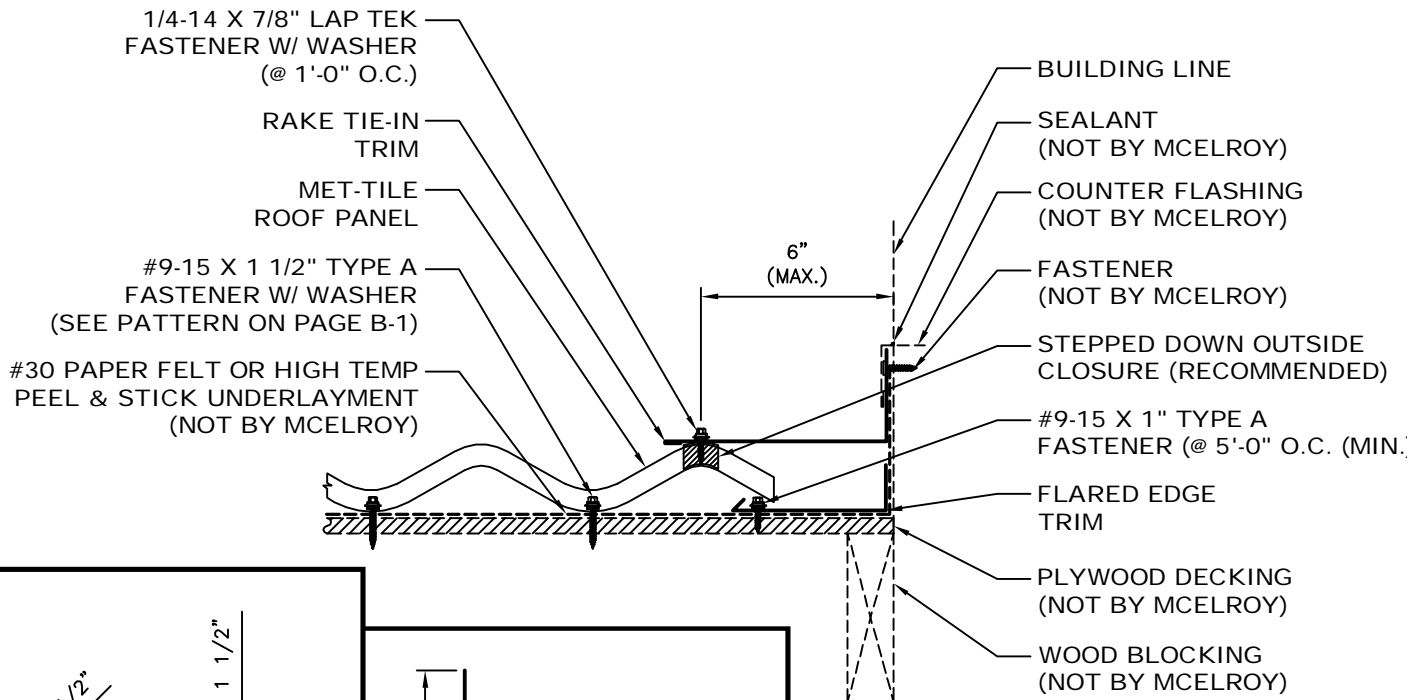 1/4-14 X 7/8" LAP TEK
FASTENER W/ WASHER
(@ 1'-0" O.C.)
RAKE TIE-IN
TRIM
MET-TILE
ROOF PANEL
#9-15 X 1 1/2" TYPE A
FASTENER W/ WASHER
(SEE PATTERN ON PAGE B-1)
#30 PAPER FELT OR HIGH TEMP
PEEL & STICK UNDERLAYMENT
(NOT BY MCELROY)
6"
(MAX.)
BUILDING LINE
SEALANT
(NOT BY MCELROY)
COUNTER FLASHING
(NOT BY MCELROY)
FASTENER
(NOT BY MCELROY)
STEPPED DOWN OUTSIDE
CLOSURE (RECOMMENDED)
#9-15 X 1" TYPE A
FASTENER (@ 5'-0" O.C. (MIN.)
FLARED EDGE
TRIM
PLYWOOD DECKING
(NOT BY MCELROY)
WOOD BLOCKING
(NOT BY MCELROY)
1 1/2"